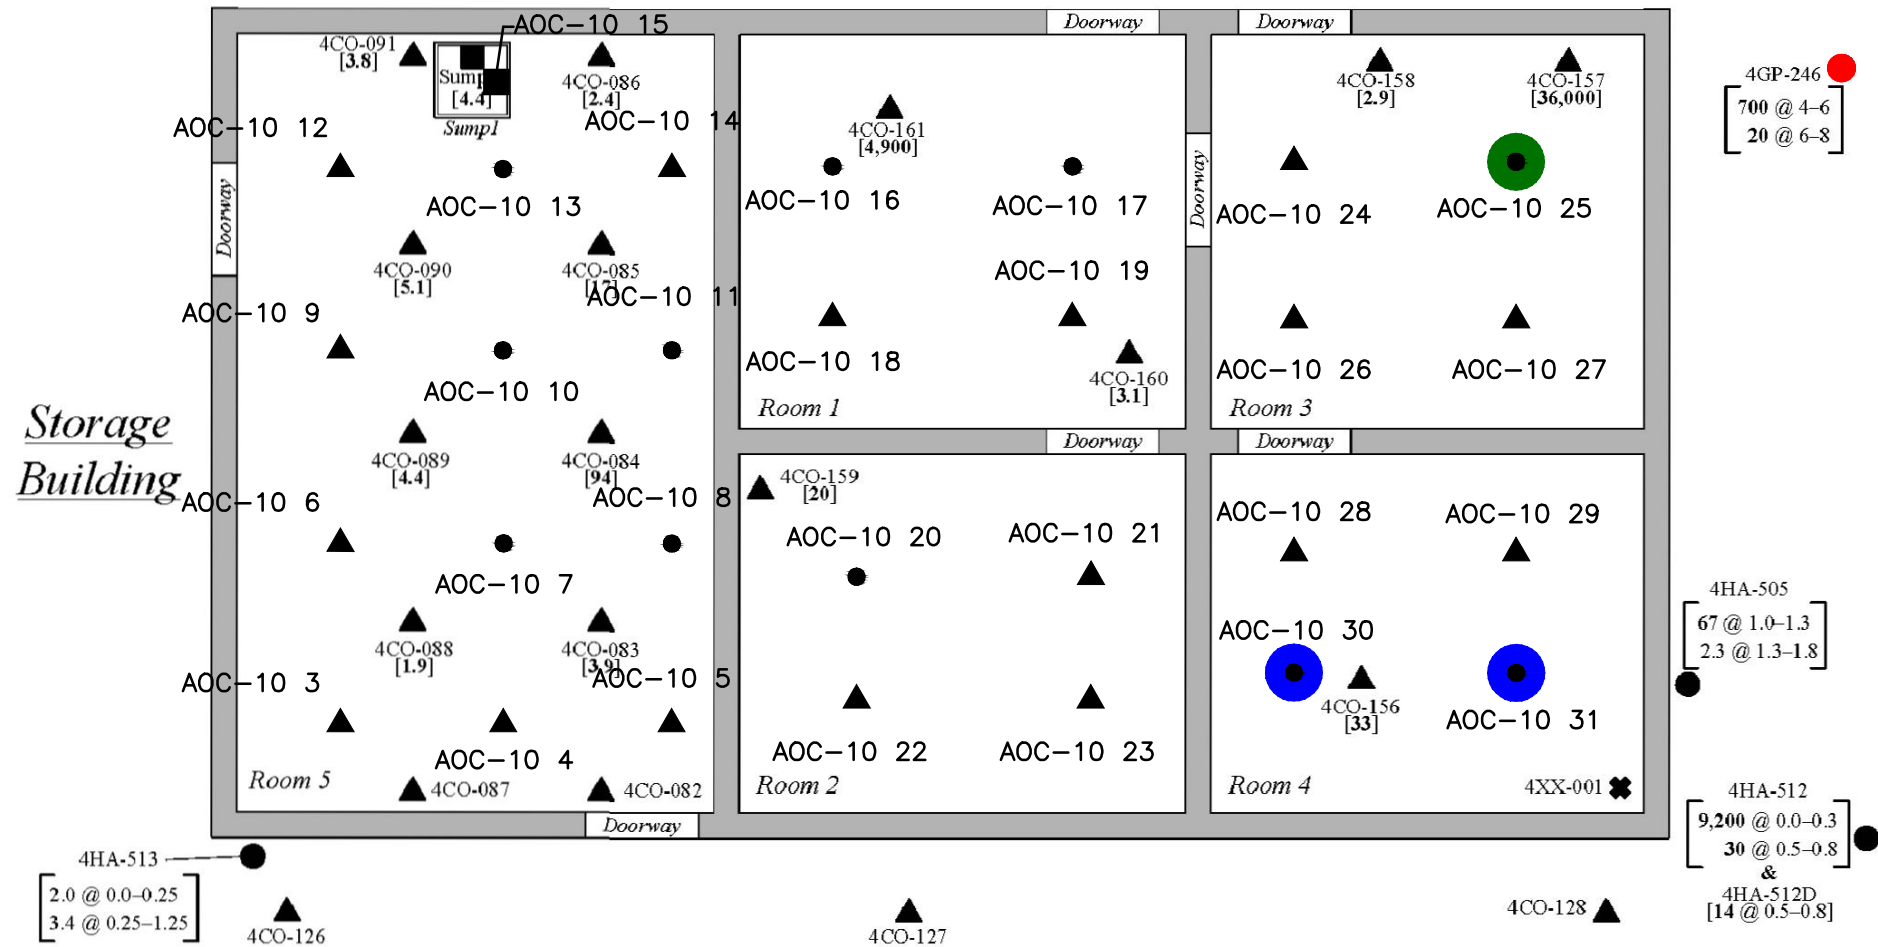 Doorway
Doorway
AOC-10 15
4CO-091
[3.8]
Sump
[4.4]
Sump1
4CO-086
[2.4]
4CO-158
[2.9]
4CO-157
[36,000]
4GP-246
700 @ 4–6
20 @ 6–8
AOC-10 12
AOC-10 14
4CO-161
[4,900]
Doorway
Doorway
AOC-10 13
AOC-10 16
AOC-10 17
AOC-10 24
AOC-10 25
4CO-090
[5.1]
4CO-085
[17]
AOC-10 19
AOC-10 9
AOC-10 11
AOC-10 10
AOC-10 18
4CO-160
[3.1]
AOC-10 26
AOC-10 27
Room 1
Room 3
Storage
Building
Doorway
Doorway
4CO-089
[4.4]
4CO-084
[94]
4CO-159
[20]
AOC-10 6
AOC-10 8
AOC-10 20
AOC-10 21
AOC-10 28
AOC-10 29
AOC-10 7
4HA-505
67 @ 1.0–1.3
2.3 @ 1.3–1.8
4CO-088
[1.9]
4CO-083
[3.9]
AOC-10 30
AOC-10 3
AOC-10 5
4CO-156
[33]
AOC-10 31
AOC-10 4
AOC-10 22
AOC-10 23
Room 5
4CO-087
4CO-082
Room 2
Room 4
4XX-001
Doorway
4HA-512
9,200 @ 0.0–0.3
30 @ 0.5–0.8
&
4HA-512D
[14 @ 0.5–0.8]
4HA-513
2.0 @ 0.0–0.25
3.4 @ 0.25–1.25
4CO-126
4CO-127
4CO-128